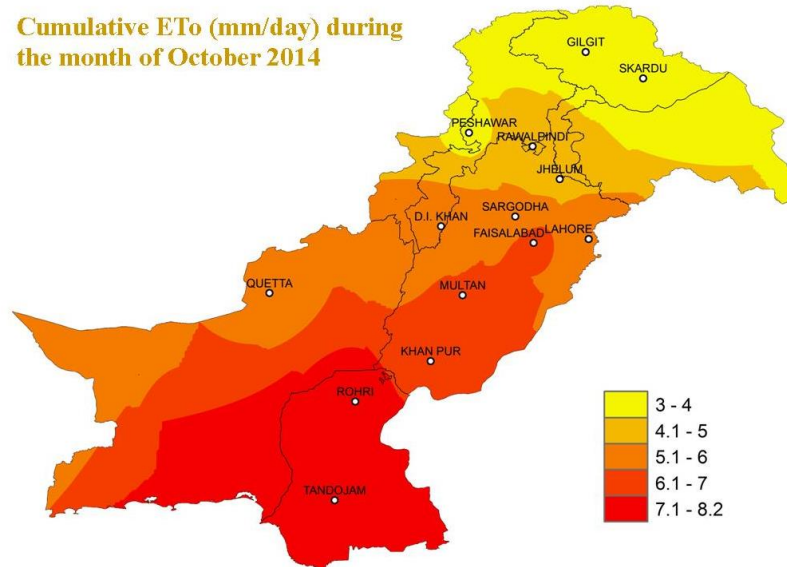 Cumulative ETo (mm/day) during
the month of October 2014
GILGIT
SKARDU
PESHAWAR
RAWALPINDI
JHELUM
SARGODHA
D.I. KHAN
FAISALABAD
LAHORE
QUETTA
MULTAN
KHAN PUR
ROHRI
TANDOJAM
3 - 4
4.1 - 5
5.1 - 6
6.1 - 7
7.1 - 8.2